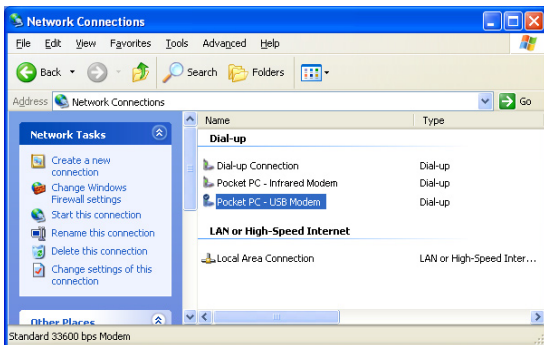 Network Connections
File Edit View Favorites Tools Advanced Help
Back Search Folders
Address Network Connections Go
Network Tasks
Create a new
connection
Change Windows
Firewall settings
Start this connection
Rename this connection
Delete this connection
Change settings of this
connection
Other Places
Name Type
Dial-up
Dial-up Connection Dial-up
Pocket PC - Infrared Modem Dial-up
Pocket PC - USB Modem Dial-up
LAN or High-Speed Internet
Local Area Connection LAN or High-Speed Inter...
Standard 33600 bps Modem